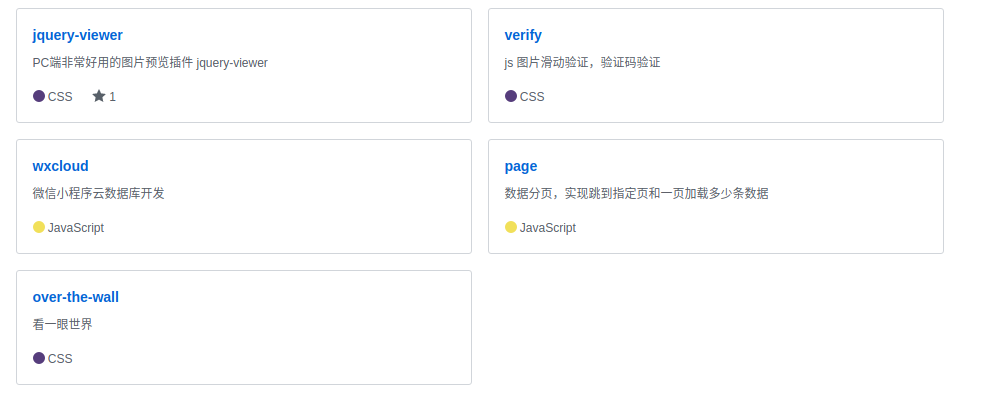 jquery-viewer
PC端非常好用的图片预览插件 jquery-viewer
CSS 1
verify
js 图片滑动验证，验证码验证
CSS
wxcloud
微信小程序云数据库开发
JavaScript
page
数据分页，实现跳到指定页和一页加载多少条数据
JavaScript
over-the-wall
看一眼世界
CSS